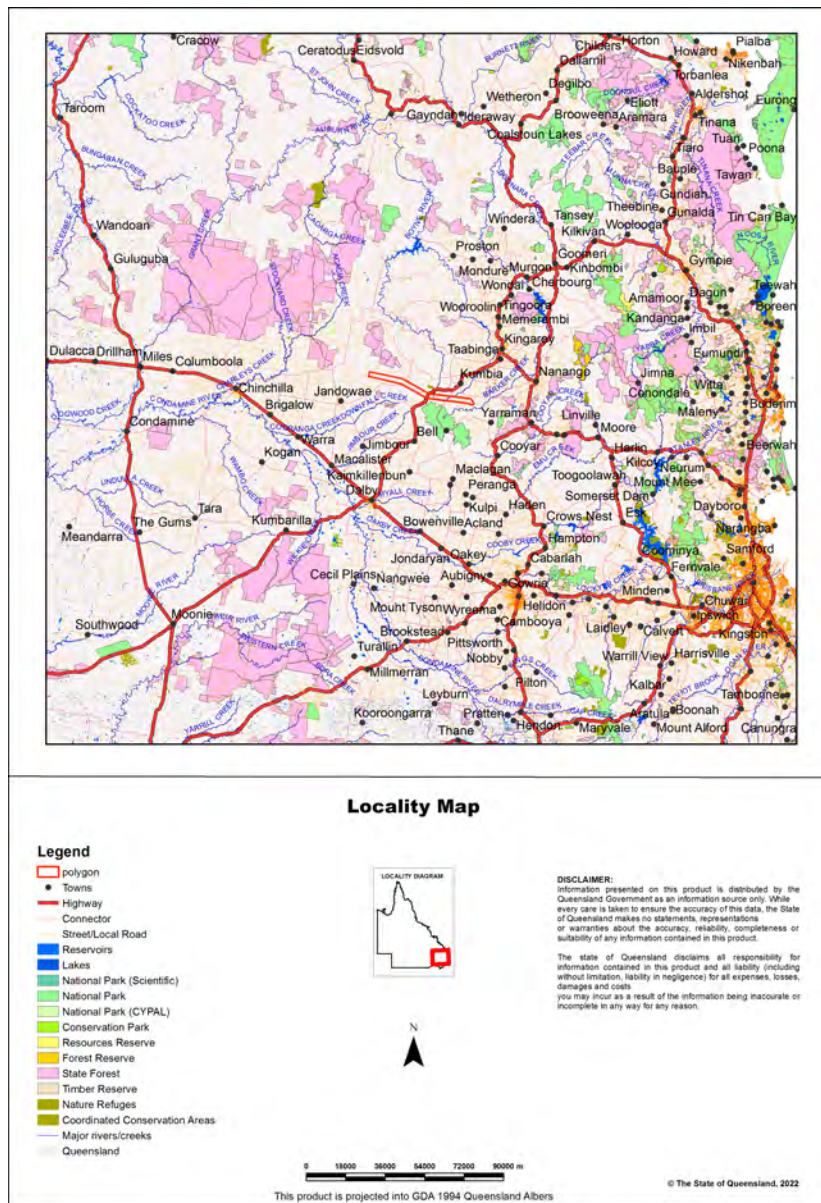 Cracow
Ceratodus
Eidsvold
Childers
Horton
Howard
Pialba
Nikenbah
Dallarnil
Torbanlea
Taroom
Wetheron
Degilbo
Eliott
Aldershot
Eurong
Gayndah
Ideraway
Brooweena
Aramara
Tinana
Coalstoun Lakes
Tiaro
Tuan
Poona
Bauple
Tawan
Gundiah
Theebine
Gunalda
Tin Can Bay
Wandoan
Windera
Tansey
Kilkivan
Woolooga
Guluguba
Proston
Goomeri
Gympie
Mondure
Murgon
Kinbombi
Wondai
Cherbourg
Dagun
Teewah
Tingoora
Amamoor
Boreen
Wooroolin
Memerambi
Kandanga
Imbil
Kingaroy
Taabinga
Eumundi
Dulacca
Drillham
Miles
Columboola
Kumbia
Nanango
Jimna
Witta
Chinchilla
Jandowae
Conondale
Buderim
Brigalow
Yarraman
Linville
Maleny
Condamine
Warra
Bell
Moore
Jimbour
Cooyar
Harlin
Beerwah
Kogan
Macalister
Maclagan
Kilcoy
Neurum
Kaimkillenbun
Toogoolawah
Mount Mee
Dalby
Peranga
Somerset Dam
Tara
Kulpi
Haden
Dayboro
The Gums
Kumbarilla
Bowenville
Acland
Crows Nest
Esk
Narangba
Meandarra
Hampton
Coominya
Samford
Jondaryan
Oakey
Cabarlah
Fernvale
Cecil Plains
Nangwee
Aubigny
Gowrie
Minden
Chuwar
Mount Tyson
Wyreema
Helidon
Ipswich
Southwood
Moonie
Cambooya
Laidley
Calvert
Kingston
Brookstead
Pittsworth
Warrill View
Harrisville
Turallin
Nobby
Millmerran
Pilton
Kalbar
Leyburn
Tambonne
Kooroongarra
Pratten
Aratula
Boonah
Thane
Hendon
Maryvale
Mount Alford
Canungra
Locality Map
Legend
polygon
Towns
Highway
Connector
Street/Local Road
Reservoirs
Lakes
National Park (Scientific)
National Park
National Park (CYPAL)
Conservation Park
Resources Reserve
Forest Reserve
State Forest
Timber Reserve
Nature Refuges
Coordinated Conservation Areas
Major rivers/creeks
Queensland
LOCALITY DIAGRAM
N
DISCLAIMER:
Information presented on this product is distributed by the
Queensland Government as an information source only. While
every care is taken to ensure the accuracy of this data, the State
of Queensland makes no statements, representations
or warranties about the accuracy, reliability, completeness or
suitability of any information contained in this product.
The state of Queensland disclaims all responsibility for
information contained in this product and all liability (including
without limitation, liability in negligence) for all expenses, losses,
damages and costs
you may incur as a result of the information being inaccurate or
incomplete in any way for any reason.
0 18000 36000 54000 72000 90000 m
This product is projected into GDA 1994 Queensland Albers
© The State of Queensland, 2022